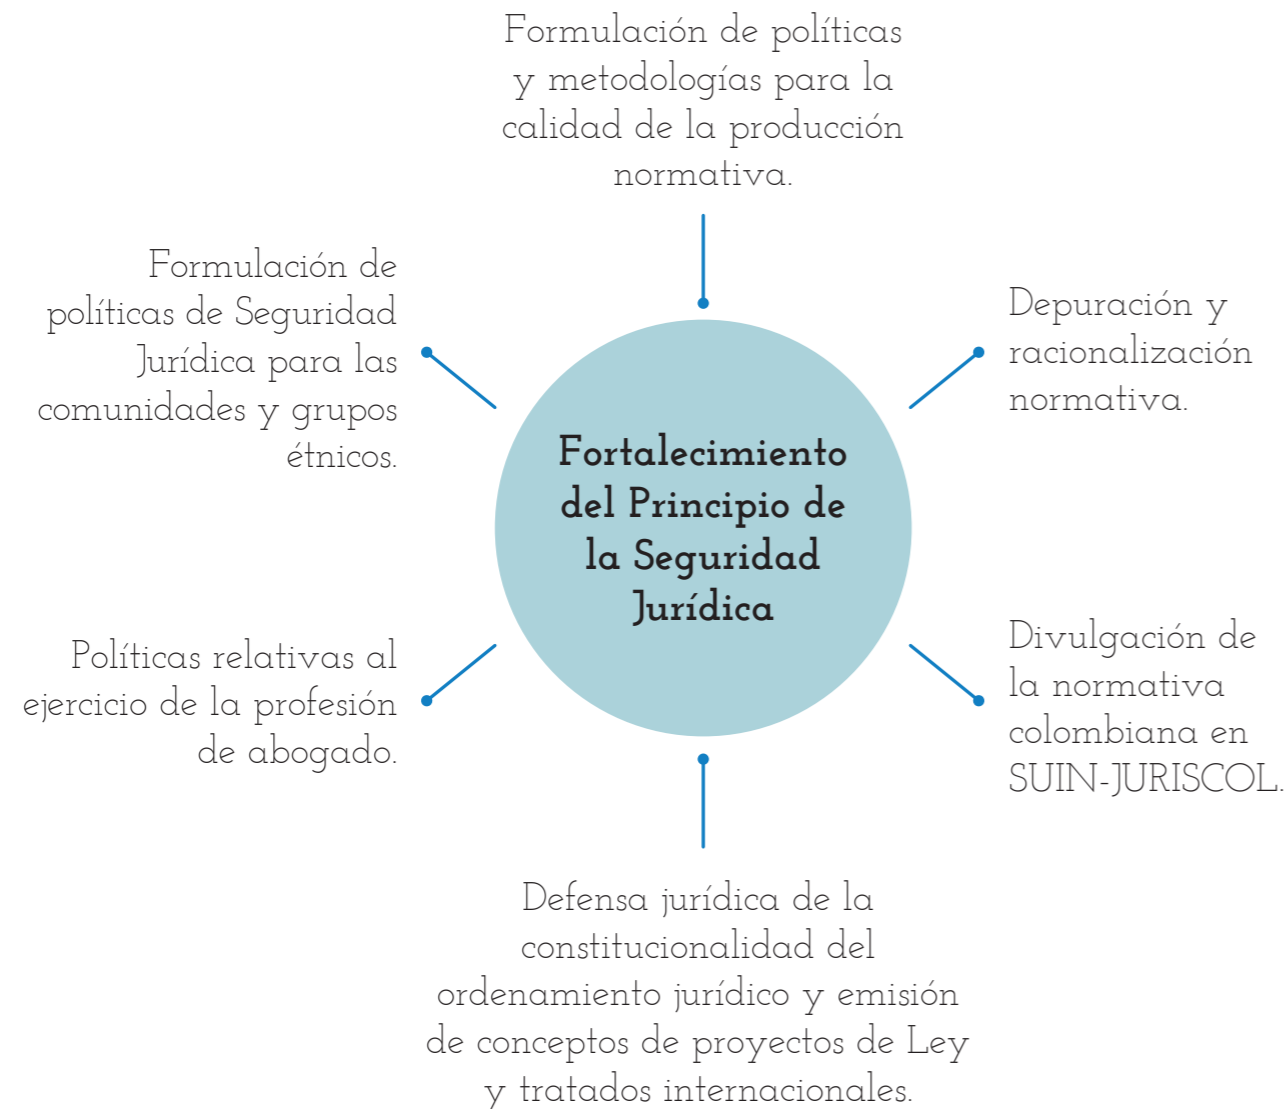 Formulación de políticas
y metodologías para la
calidad de la producción
normativa.
Formulación de
políticas de Seguridad
Jurídica para las
comunidades y grupos
étnicos.
Depuración y
racionalización
normativa.
Fortalecimiento
del Principio de
la Seguridad
Jurídica
Políticas relativas al
ejercicio de la profesión
de abogado.
Divulgación de
la normativa
colombiana en
SUIN-JURISCOL.
Defensa jurídica de la
constitucionalidad del
ordenamiento jurídico y emisión
de conceptos de proyectos de Ley
y tratados internacionales.